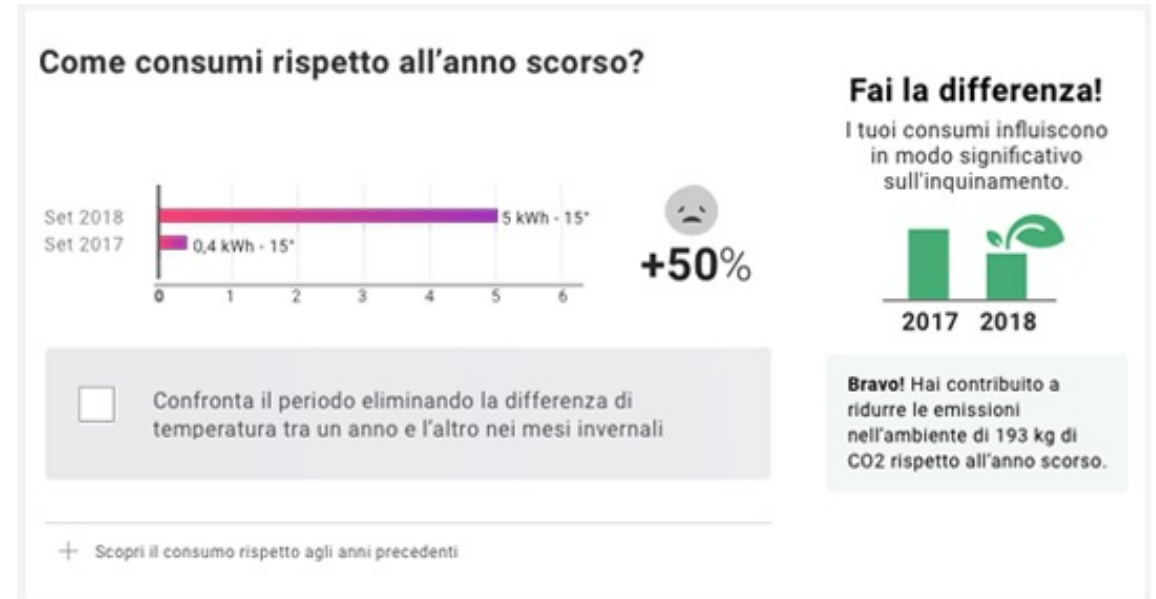 Come consumi rispetto all'anno scorso?
Set 2018
5 kWh - 15°
Set 2017
0,4 kWh - 15°
0 1 2 3 4 5 6
+50%
Confronta il periodo eliminando la differenza di
temperatura tra un anno e l'altro nei mesi invernali
+ Scopri il consumo rispetto agli anni precedenti
Fai la differenza!
I tuoi consumi influiscono
in modo significativo
sull'inquinamento.
2017 2018
Bravo! Hai contribuito a
ridurre le emissioni
nell'ambiente di 193 kg di
CO2 rispetto all'anno scorso.